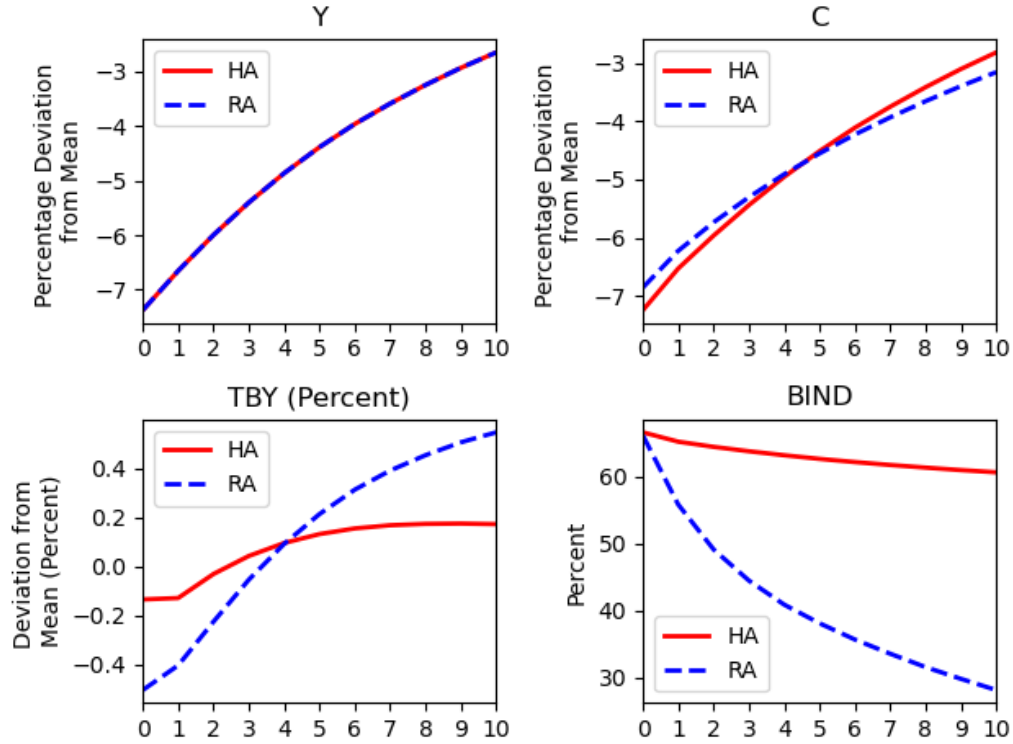 Y
Percentage Deviation
from Mean
HA
RA
−3
−4
−5
−6
−7
0 1 2 3 4 5 6 7 8 9 10
C
Percentage Deviation
from Mean
HA
RA
−3
−4
−5
−6
−7
0 1 2 3 4 5 6 7 8 9 10
TBY (Percent)
Deviation from
Mean (Percent)
HA
RA
0.4
0.2
0.0
−0.2
−0.4
0 1 2 3 4 5 6 7 8 9 10
BIND
Percent
60
50
40
30
HA
RA
0 1 2 3 4 5 6 7 8 9 10